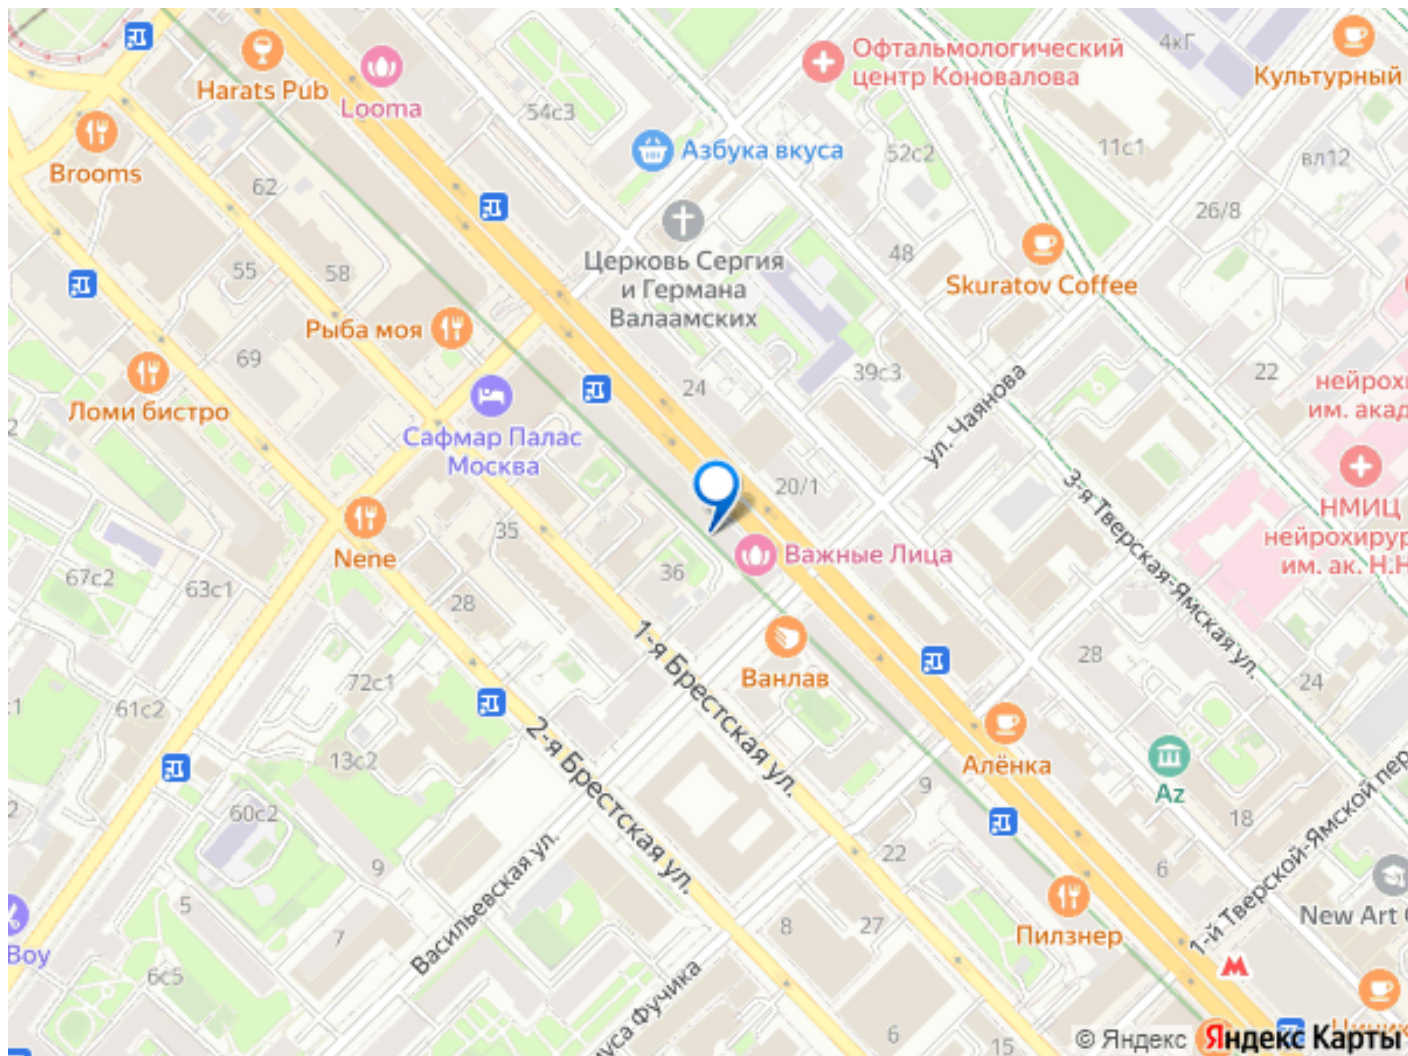 Harats Pub
Looma
54с3
Офтальмологический
центр Коновалова
4кГ
Культурный
Brooms
62
Азбука вкуса
52с2
11с1
вл12
26/8
55
58
Церковь Сергия
и Германа
Валаамских
48
Skuratov Coffee
Рыба моя
69
24
39с3
22
Ломи бистро
Сафмар Палас
Москва
ул. Чаянова
НМИЦ
20/1
3-я Тверская-Ямская ул.
Nene
35
36
Важные Лица
67с2
63с1
28
1-я Брестская ул.
Ванлав
28
24
72с1
61с2
2-я Брестская ул.
13с2
Алёнка
Az
9
60с2
18
1-й Тверской-Ямской пер
9
22
6
5
Васильевская ул.
8
27
Пилзнер
New Art
7
Boy
6с5
6
15
© Яндекс
Яндекс Карты